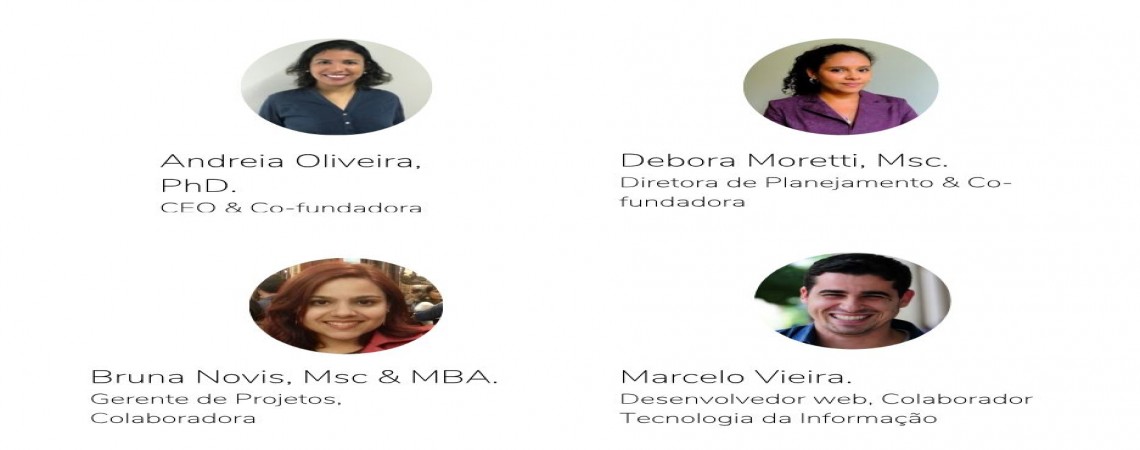 Andreia Oliveira,
PhD.
CEO & Co-fundadora
Debora Moretti, Msc.
Diretora de Planejamento & Co-
fundadora
Bruna Novis, Msc & MBA.
Gerente de Projetos,
Colaboradora
Marcelo Vieira.
Desenvolvedor web, Colaborador
Tecnologia da Informação